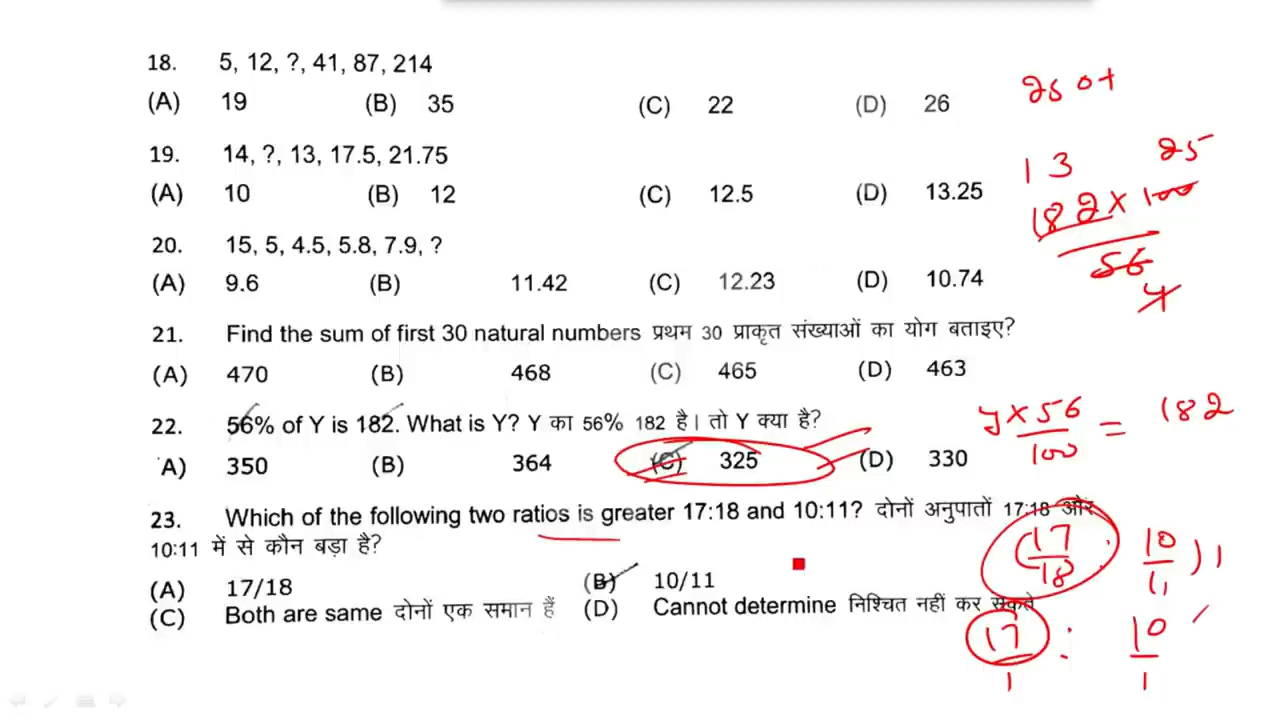 18. 5, 12, ?, 41, 87, 214
(A) 19 (B) 35 (C) 22 (D) 26
25 0+
19. 14, ?, 13, 17.5, 21.75
(A) 10 (B) 12 (C) 12.5 (D) 13.25
13 25
182 × 100
56
4
20. 15, 5, 4.5, 5.8, 7.9, ?
(A) 9.6 (B) 11.42 (C) 12.23 (D) 10.74
21. Find the sum of first 30 natural numbers प्रथम 30 प्राकृत संख्याओं का योग बताइए?
(A) 470 (B) 468 (C) 465 (D) 463
22. 56% of Y is 182. What is Y? Y का 56% 182 है। तो Y क्या है?
A) 350 (B) 364 (C) 325 (D) 330
y × 56 = 182
100
23. Which of the following two ratios is greater 17:18 and 10:11? दोनों अनुपातों 17:18 और
10:11 में से कौन बड़ा है?
(A) 17/18 (B) 10/11
(C) Both are same दोनों एक समान हैं (D) Cannot determine निश्चित नहीं कर सकते
(17 : 10 ) 1
18 11
17 : 10
1 1